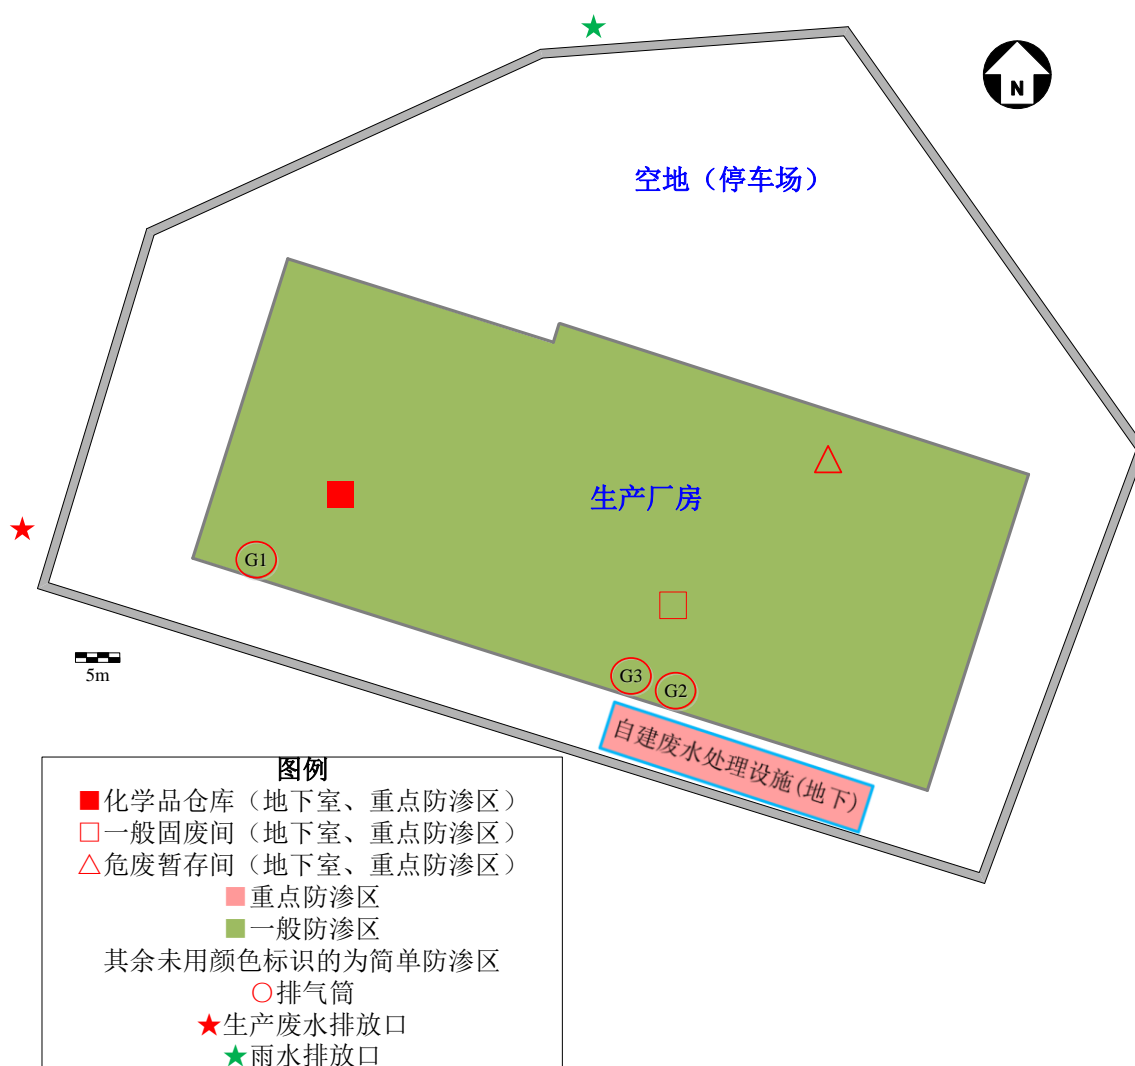 N
空地（停车场）
生产厂房
G1
G3
G2
5m
自建废水处理设施(地下)
图例
化学品仓库（地下室、重点防渗区）
一般固废间（地下室、重点防渗区）
危废暂存间（地下室、重点防渗区）
重点防渗区
一般防渗区
其余未用颜色标识的为简单防渗区
排气筒
生产废水排放口
雨水排放口